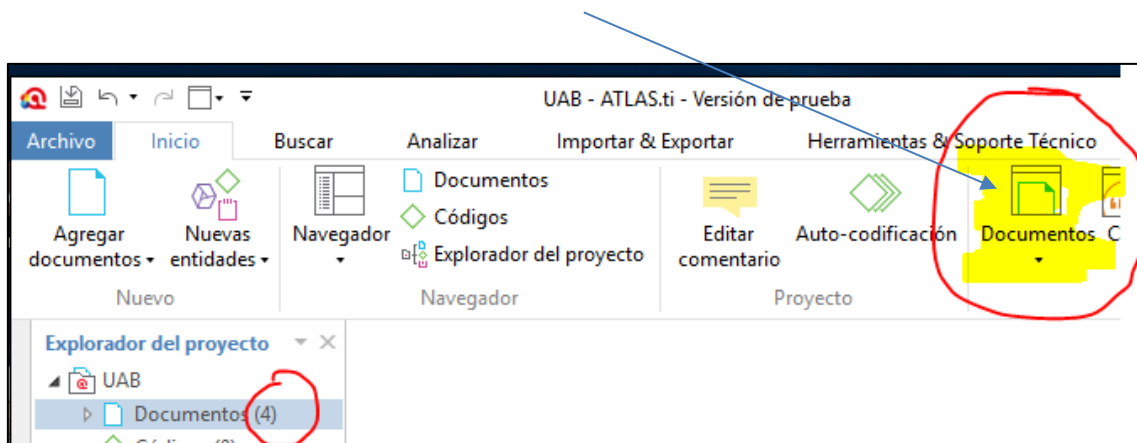 UAB - ATLAS.ti - Versión de prueba
Archivo Inicio Buscar Analizar Importar & Exportar Herramientas & Soporte Técnico
Agregar documentos
Nuevas entidades
Navegador
Documentos
Códigos
Explorador del proyecto
Editar comentario
Auto-codificación
Documentos
C
Nuevo
Navegador
Proyecto
Explorador del proyecto
UAB
Documentos (4)